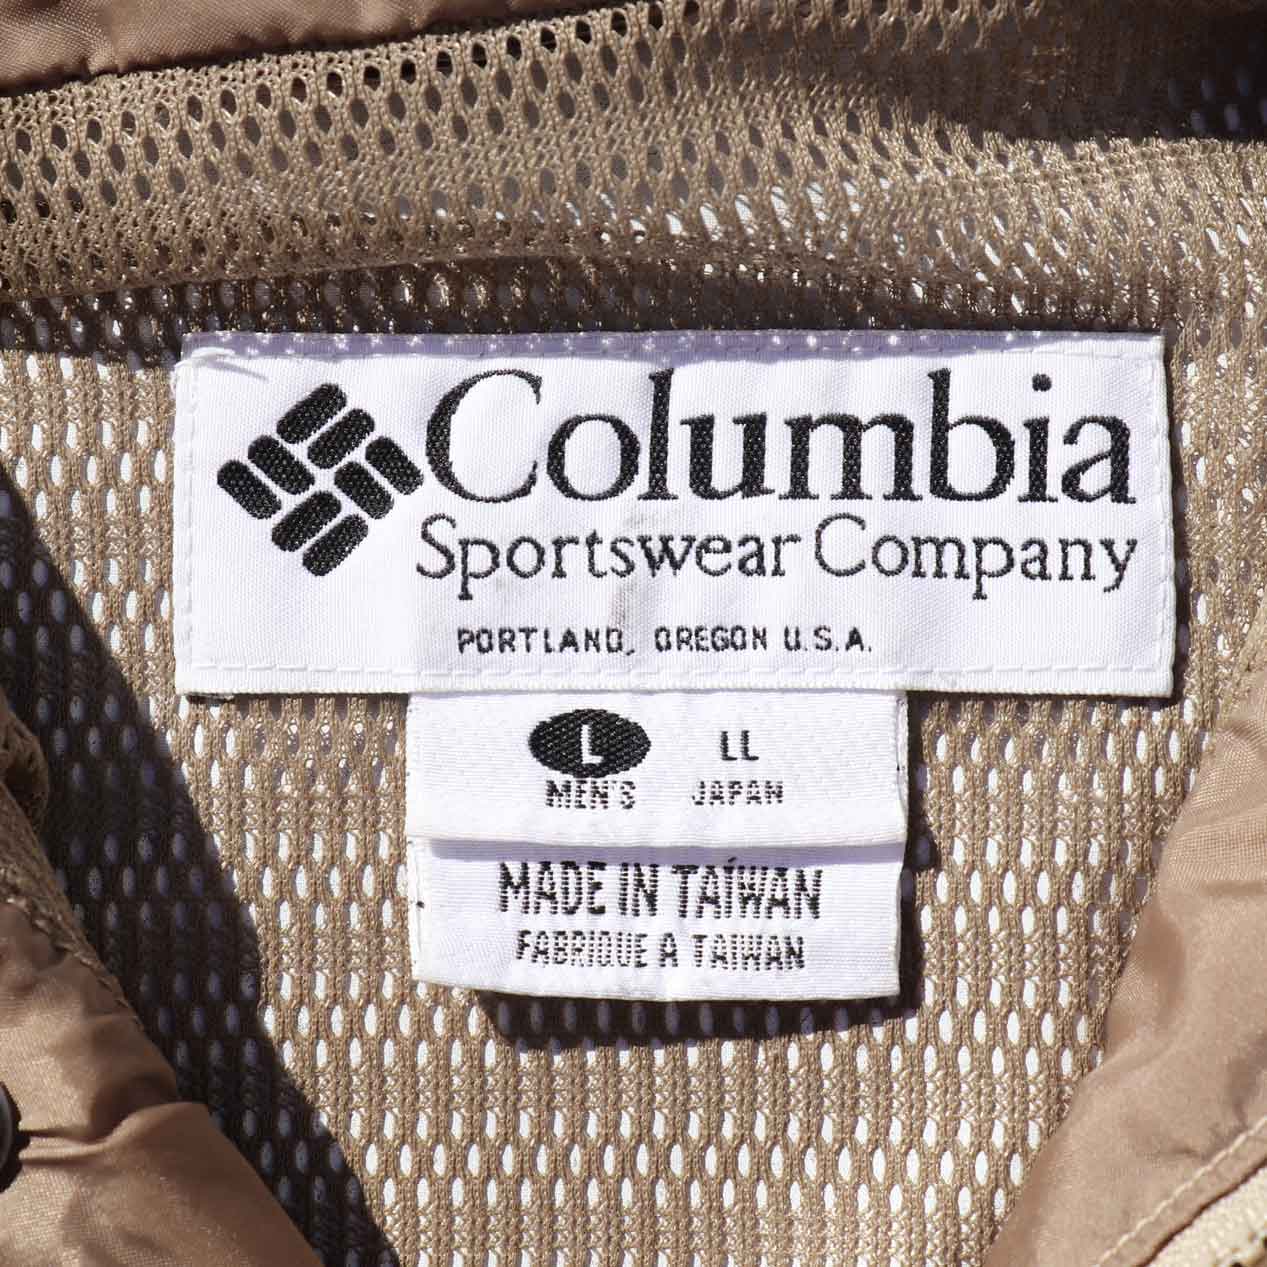 Columbia
Sportswear Company
PORTLAND, OREGON U.S.A.
L LL
MEN'S JAPAN
MADE IN TAIWAN
FABRIQUE A TAIWAN